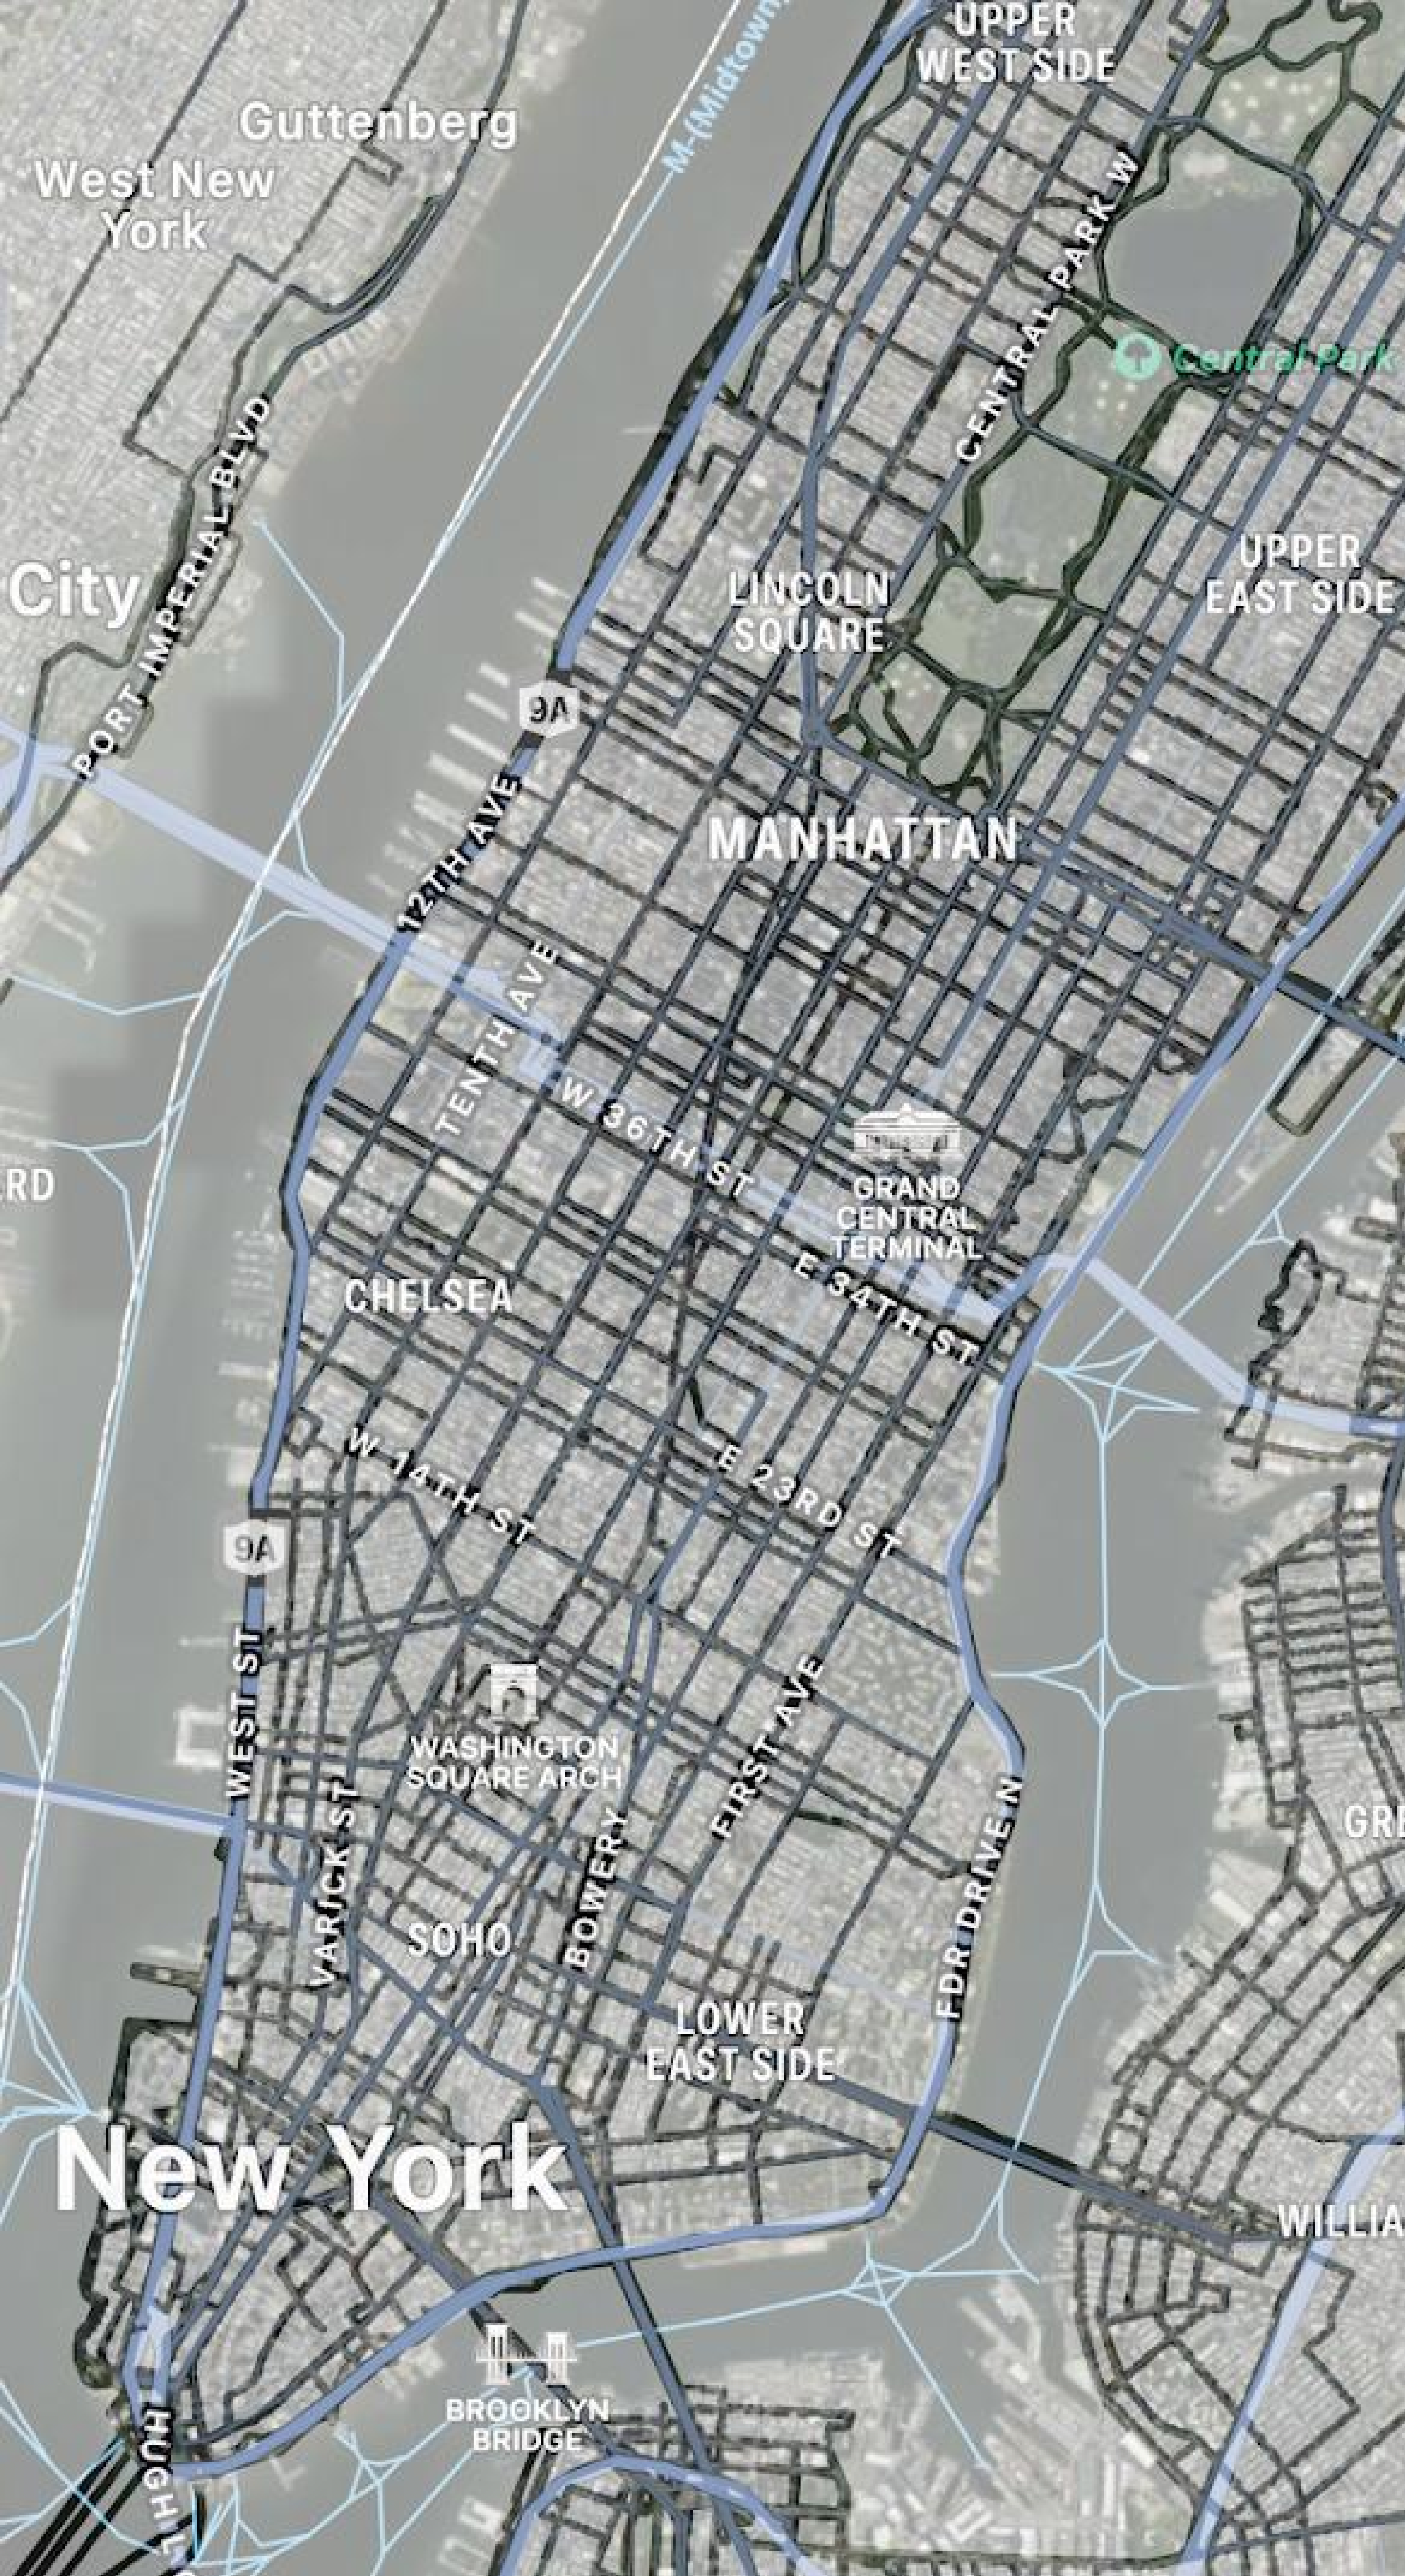 UPPER
WEST SIDE
M-(Midtown
Guttenberg
West New
York
CENTRAL PARK W
Central Park
PORT IMPERIAL BLVD
City
UPPER
EAST SIDE
LINCOLN
SQUARE
9A
12TH AVE
MANHATTAN
TENTH AVE
W 36TH ST
GRAND
CENTRAL
TERMINAL
RD
E 34TH ST
CHELSEA
W 14TH ST
E 23RD ST
9A
WEST ST
WASHINGTON
SQUARE ARCH
FIRST AVE
VARICK ST
BOWERY
FDR DRIVE N
GRE
SOHO
LOWER
EAST SIDE
New York
WILLIA
BROOKLYN
BRIDGE
HUGH L